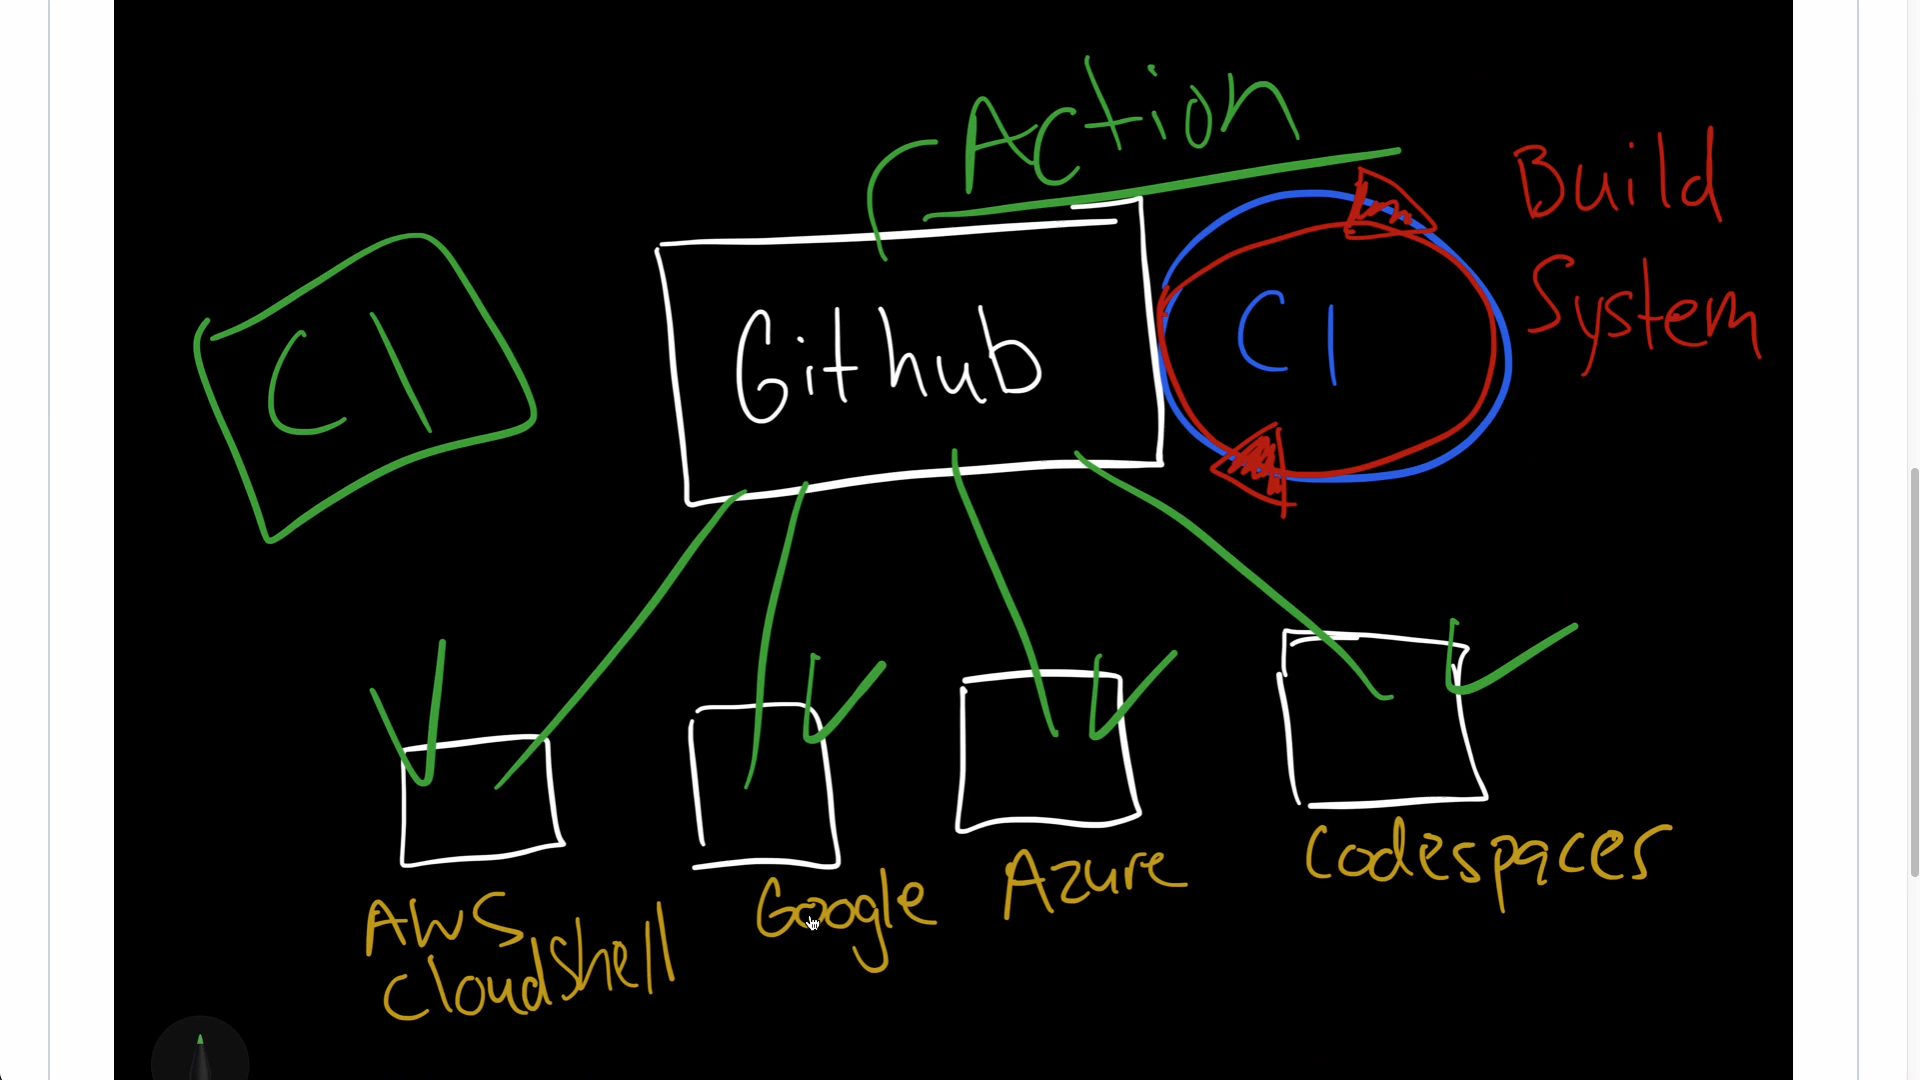 Action
Build
System
CI
Github
CI
AWS
Cloudshell
Google
Azure
Codespaces